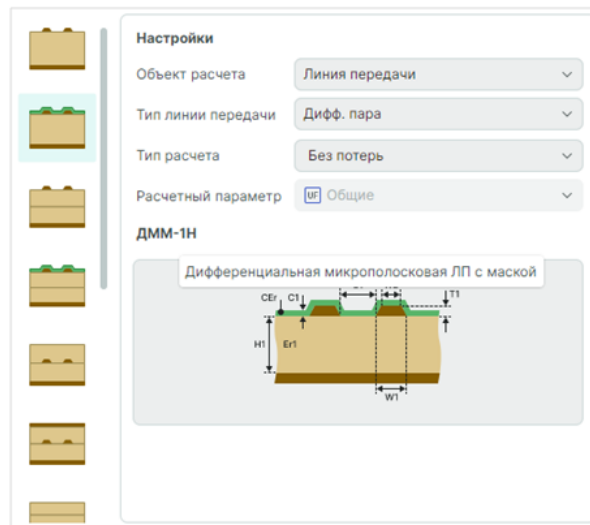 Настройки
Объект расчета Линия передачи
Тип линии передачи Дифф. пара
Тип расчета Без потерь
Расчетный параметр UF Общие
ДММ-1Н
Дифференциальная микрополосковая ЛП с маской
CEr C1 T1
H1 Er1
W1